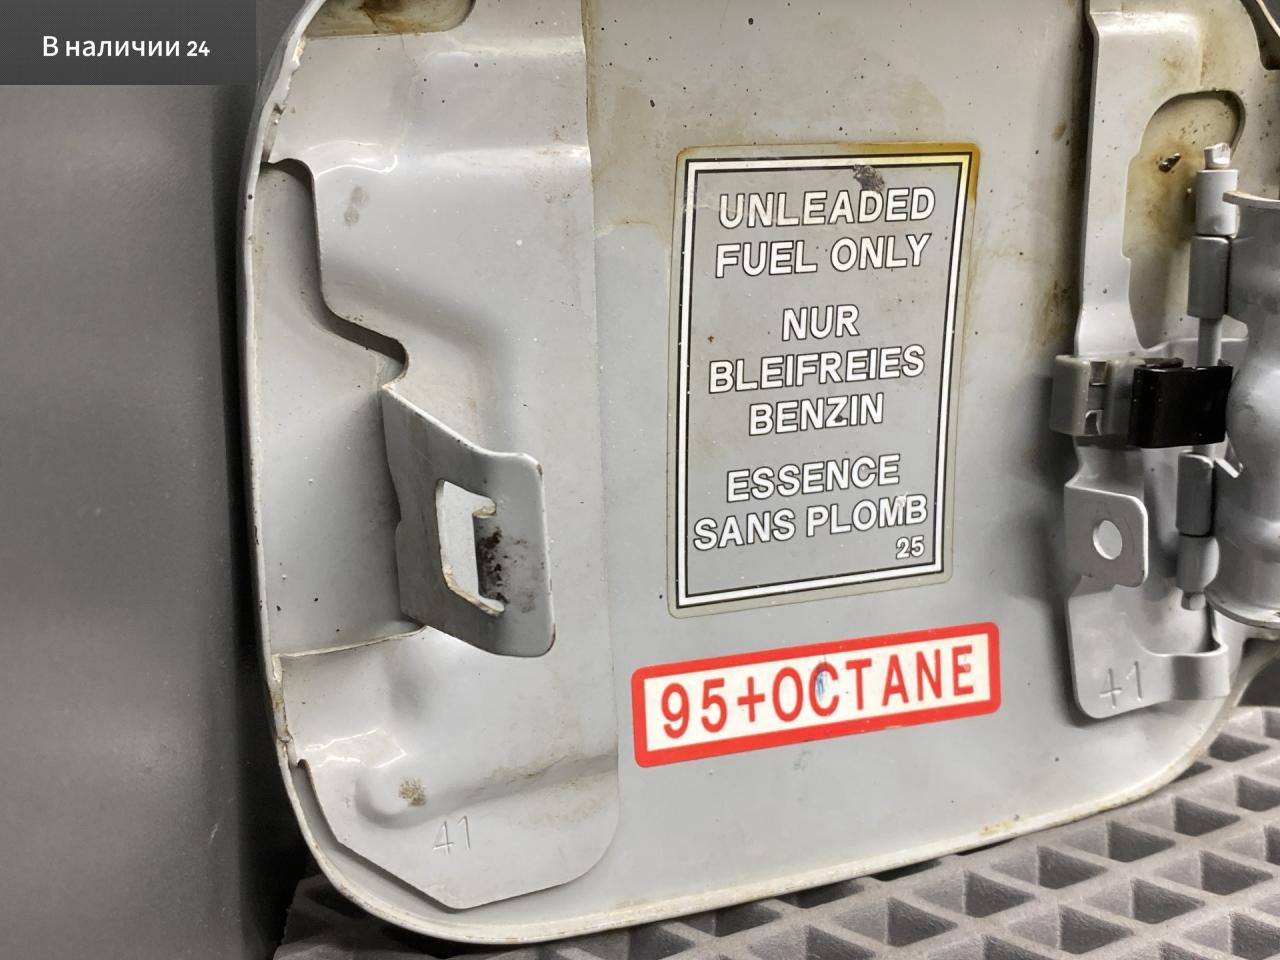 В наличии 24
UNLEADED
FUEL ONLY
NUR
BLEIFREIES
BENZIN
ESSENCE
SANS PLOMB
25
95+OCTANE
41
41